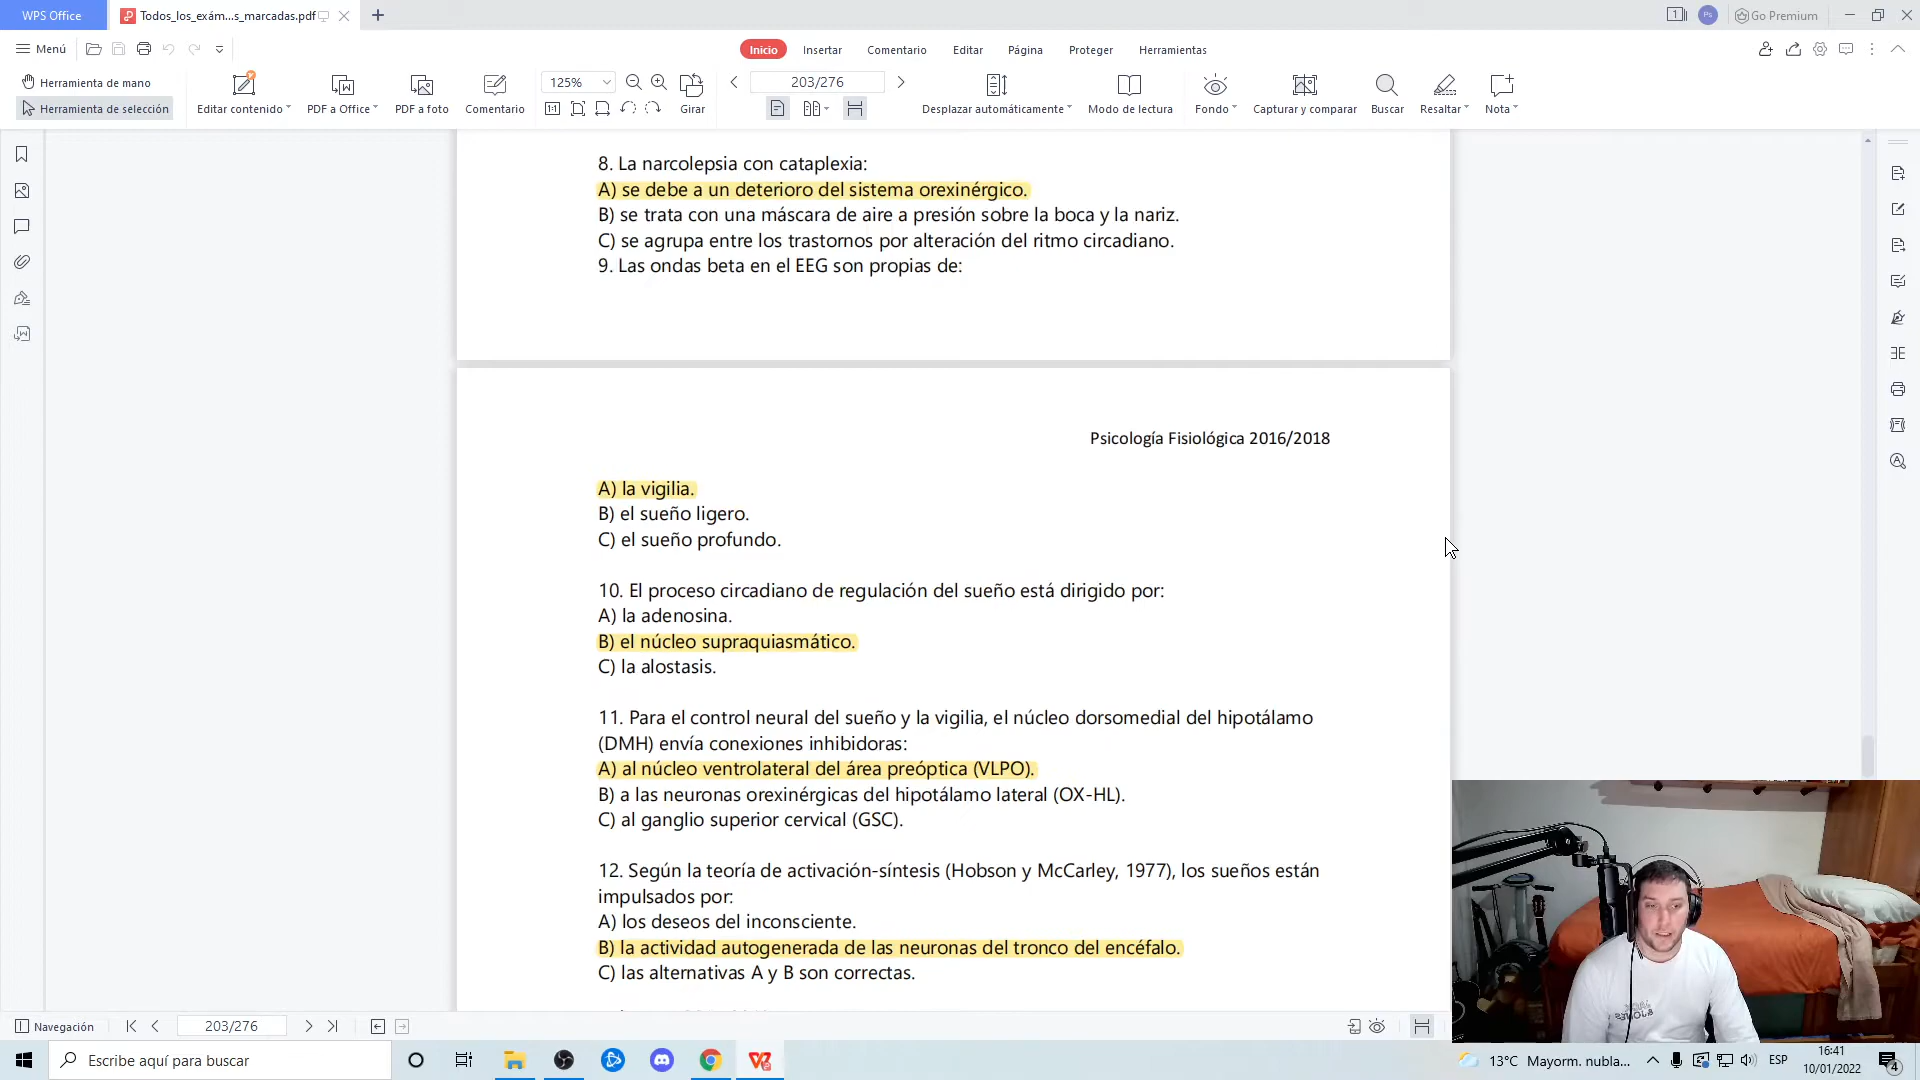 WPS Office
Todos_los_exám...s_marcadas.pdf
1
Ps
Go Premium
Menú
Inicio
Insertar
Comentario
Editar
Página
Proteger
Herramientas
Herramienta de mano
Herramienta de selección
Editar contenido
PDF a Office
PDF a foto
Comentario
125%
Girar
203/276
Desplazar automáticamente
Modo de lectura
Fondo
Capturar y comparar
Buscar
Resaltar
Nota
8. La narcolepsia con cataplexia:
A) se debe a un deterioro del sistema orexinérgico.
B) se trata con una máscara de aire a presión sobre la boca y la nariz.
C) se agrupa entre los trastornos por alteración del ritmo circadiano.
9. Las ondas beta en el EEG son propias de:
Psicología Fisiológica 2016/2018
A) la vigilia.
B) el sueño ligero.
C) el sueño profundo.
10. El proceso circadiano de regulación del sueño está dirigido por:
A) la adenosina.
B) el núcleo supraquiasmático.
C) la alostasis.
11. Para el control neural del sueño y la vigilia, el núcleo dorsomedial del hipotálamo
(DMH) envía conexiones inhibidoras:
A) al núcleo ventrolateral del área preóptica (VLPO).
B) a las neuronas orexinérgicas del hipotálamo lateral (OX-HL).
C) al ganglio superior cervical (GSC).
12. Según la teoría de activación-síntesis (Hobson y McCarley, 1977), los sueños están
impulsados por:
A) los deseos del inconsciente.
B) la actividad autogenerada de las neuronas del tronco del encéfalo.
C) las alternativas A y B son correctas.
Navegación
203/276
Escribe aquí para buscar
13°C Mayorm. nubla...
ESP
16:41
10/01/2022
4